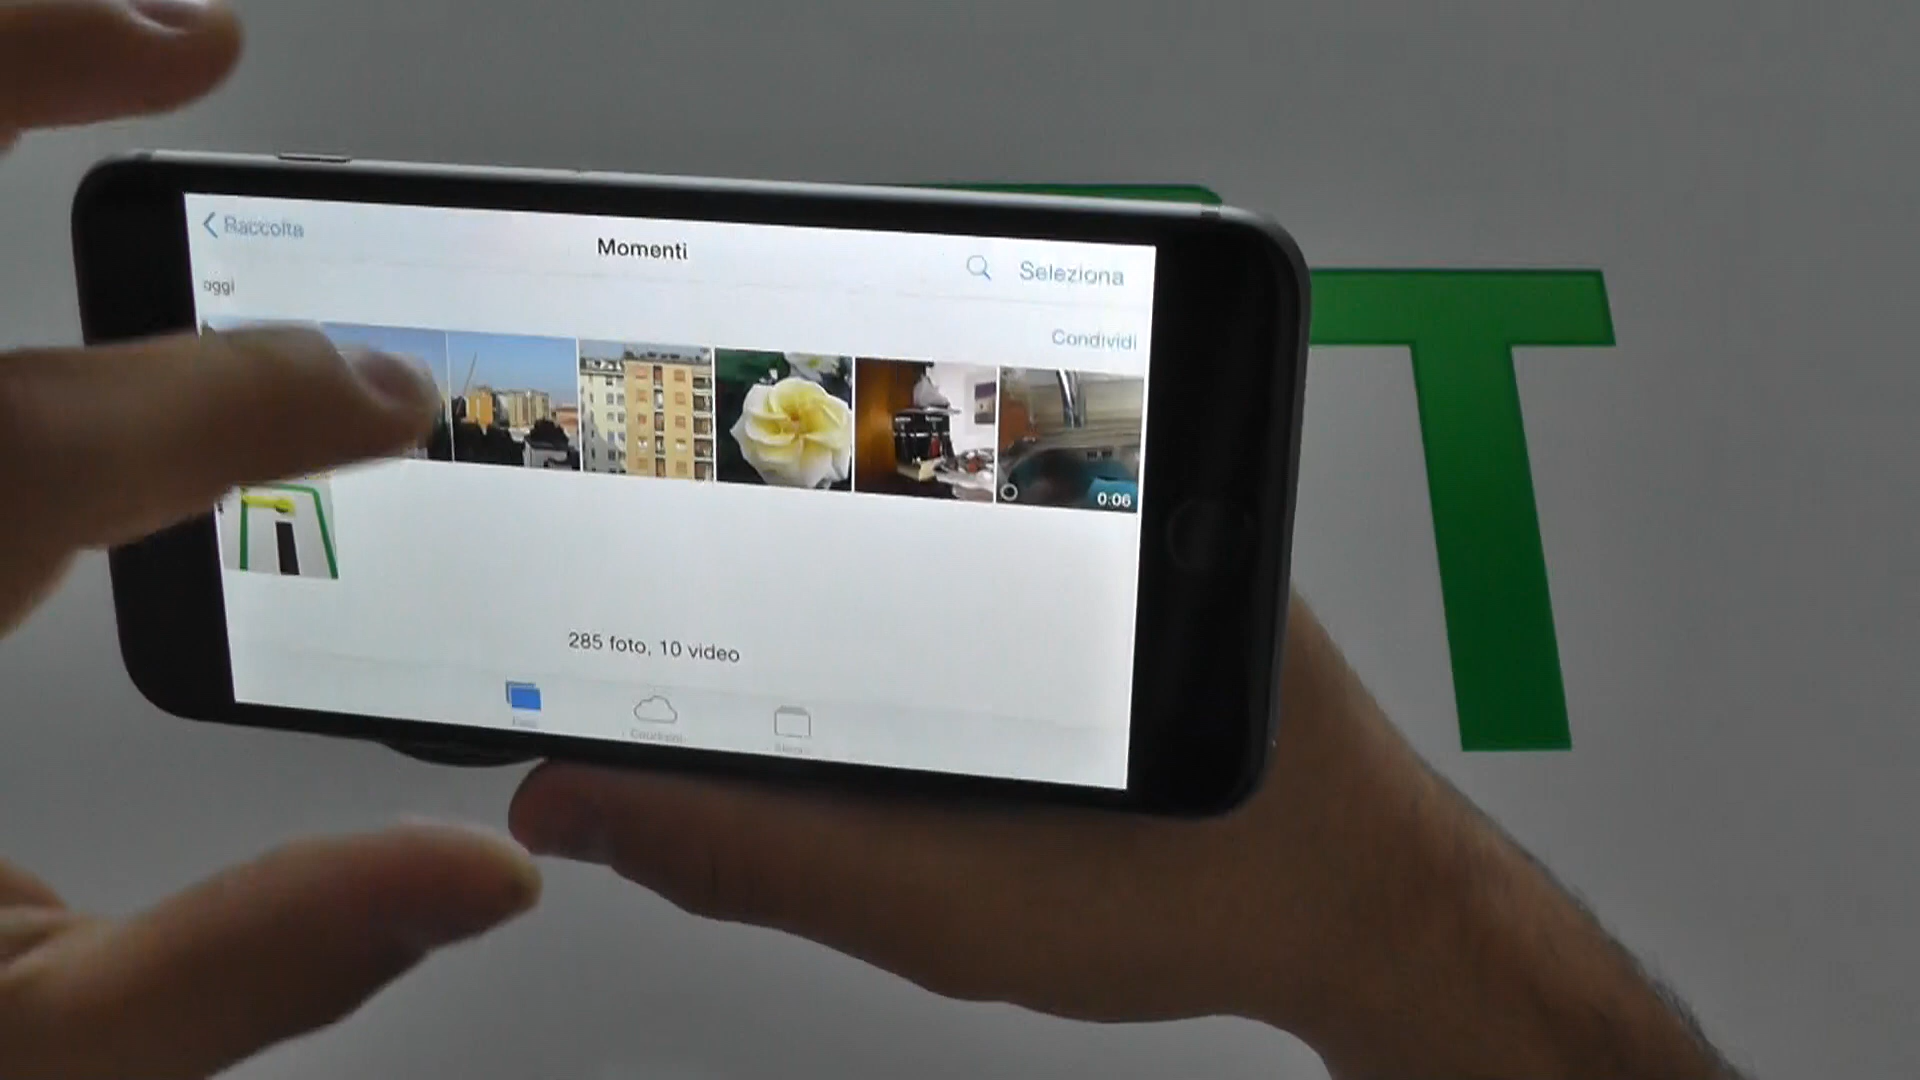 Raccolta
Momenti
Seleziona
oggi
Condividi
0:06
285 foto, 10 video
T